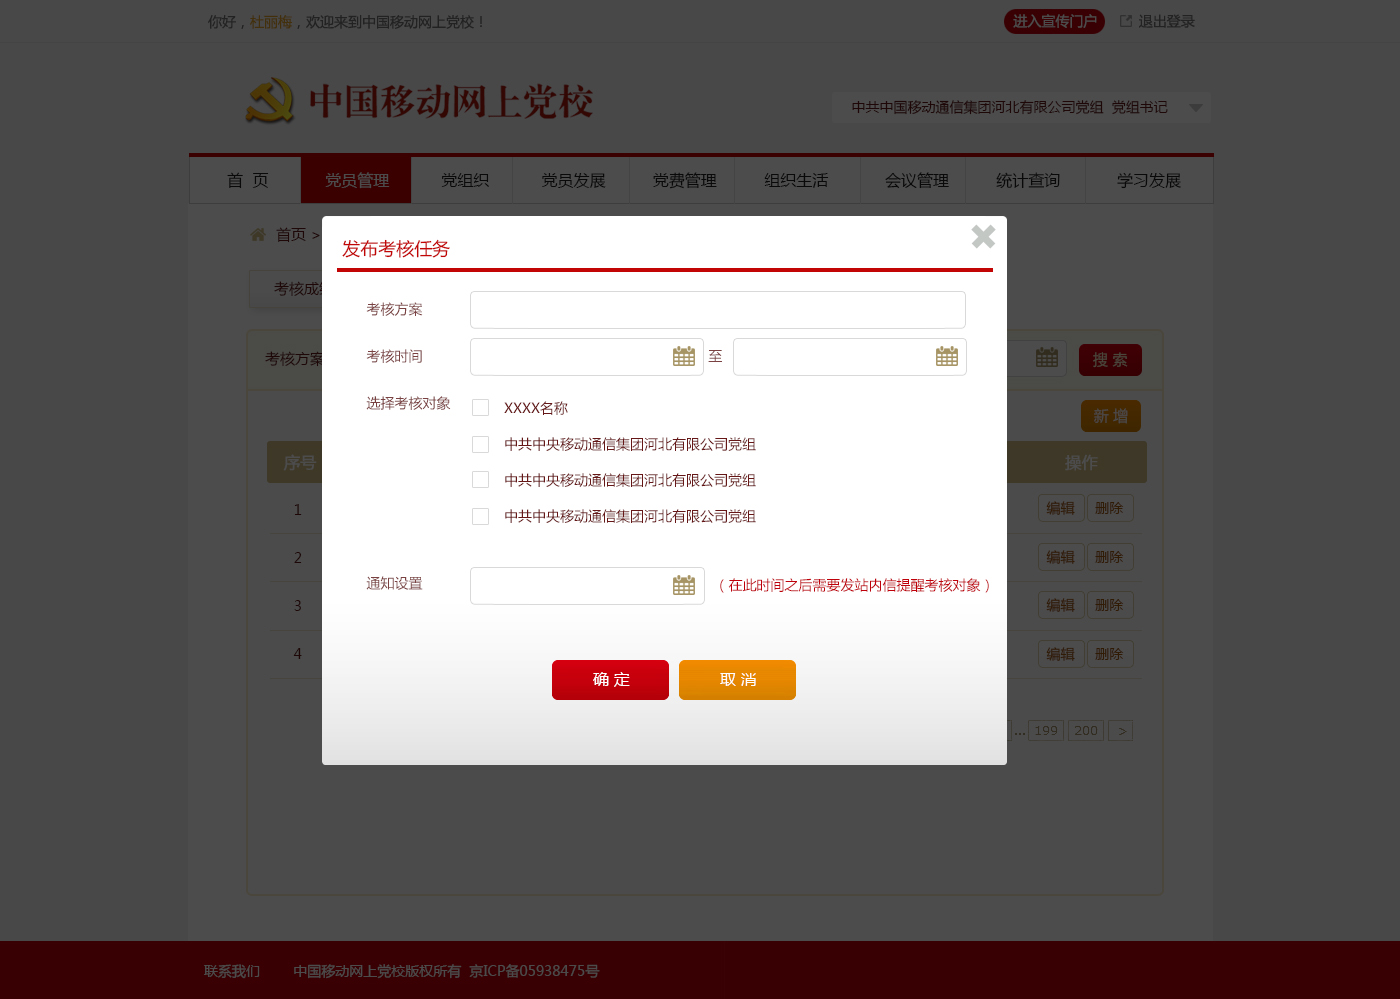 你好，杜丽梅，欢迎来到中国移动网上党校！
进入宣传门户 退出登录
中国移动网上党校
中共中国移动通信集团河北有限公司党组 党组书记
首 页 党员管理 党组织 党员发展 党费管理 组织生活 会议管理 统计查询 学习发展
首页 >
发布考核任务
考核成
考核方案
考核方案 搜 索
考核时间 至
选择考核对象 XXXX名称
新 增
中共中央移动通信集团河北有限公司党组
序号 操作
中共中央移动通信集团河北有限公司党组
1 编辑 删除
中共中央移动通信集团河北有限公司党组
2 编辑 删除
通知设置 （ 在此时间之后需要发站内信提醒考核对象 ）
3 编辑 删除
4 编辑 删除
确 定 取 消
... 199 200 >
联系我们 中国移动网上党校版权所有 京ICP备05938475号